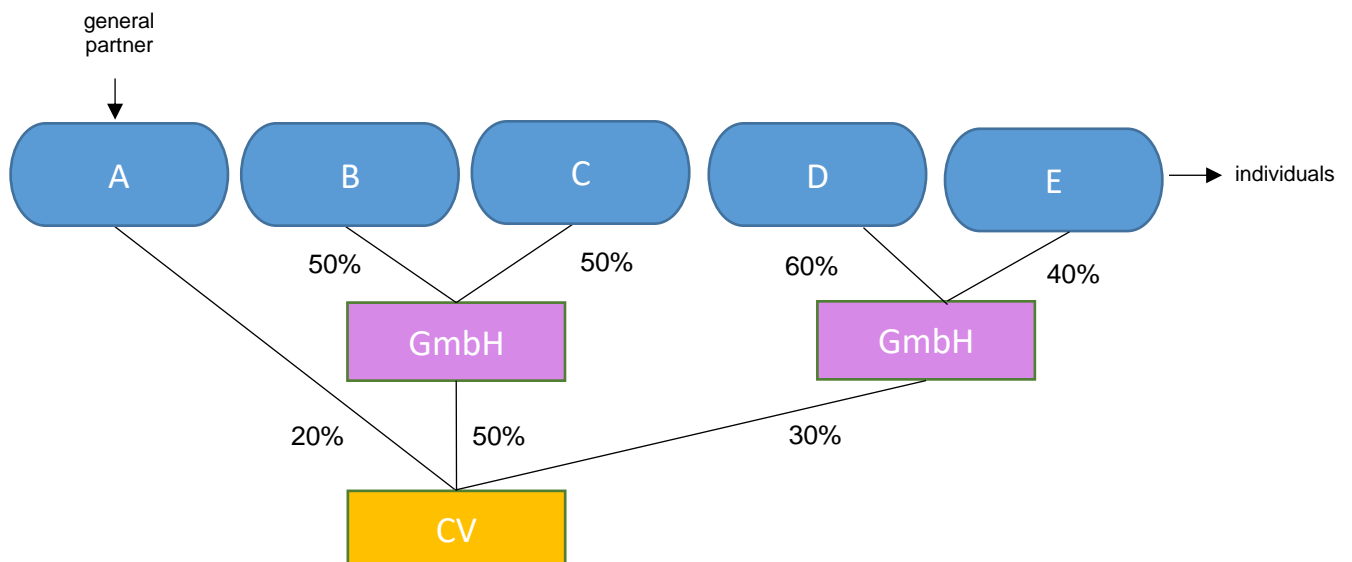 general
partner
A
B
C
D
E
individuals
50%
50%
60%
40%
GmbH
GmbH
20%
50%
30%
CV